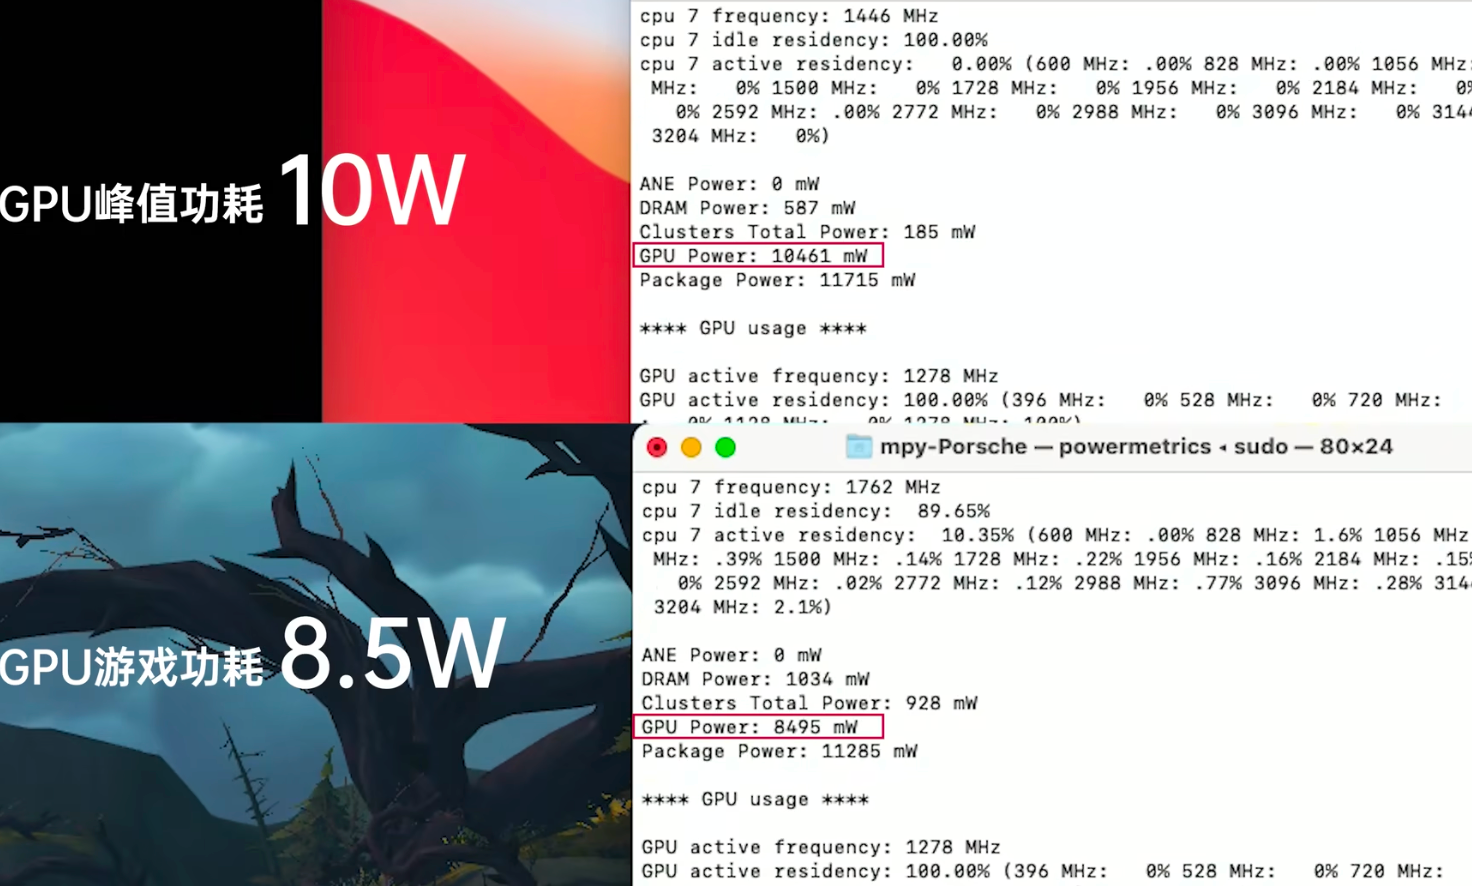 GPU峰值功耗 10W
cpu 7 frequency: 1446 MHz
cpu 7 idle residency: 100.00%
cpu 7 active residency:   0.00% (600 MHz: .00% 828 MHz: .00% 1056 MHz:
MHz:   0% 1500 MHz:   0% 1728 MHz:   0% 1956 MHz:   0% 2184 MHz:   0%
0% 2592 MHz: .00% 2772 MHz:   0% 2988 MHz:   0% 3096 MHz:   0% 3144
3204 MHz:   0%)
ANE Power: 0 mW
DRAM Power: 587 mW
Clusters Total Power: 185 mW
GPU Power: 10461 mW
Package Power: 11715 mW
**** GPU usage ****
GPU active frequency: 1278 MHz
GPU active residency: 100.00% (396 MHz:   0% 528 MHz:   0% 720 MHz:
0% 1128 MHz:   0% 1278 MHz: 100%)
GPU游戏功耗 8.5W
mpy-Porsche — powermetrics ◂ sudo — 80×24
cpu 7 frequency: 1762 MHz
cpu 7 idle residency:  89.65%
cpu 7 active residency:  10.35% (600 MHz: .00% 828 MHz: 1.6% 1056 MHz
MHz: .39% 1500 MHz: .14% 1728 MHz: .22% 1956 MHz: .16% 2184 MHz: .15%
0% 2592 MHz: .02% 2772 MHz: .12% 2988 MHz: .77% 3096 MHz: .28% 314
3204 MHz: 2.1%)
ANE Power: 0 mW
DRAM Power: 1034 mW
Clusters Total Power: 928 mW
GPU Power: 8495 mW
Package Power: 11285 mW
**** GPU usage ****
GPU active frequency: 1278 MHz
GPU active residency: 100.00% (396 MHz:   0% 528 MHz:   0% 720 MHz: